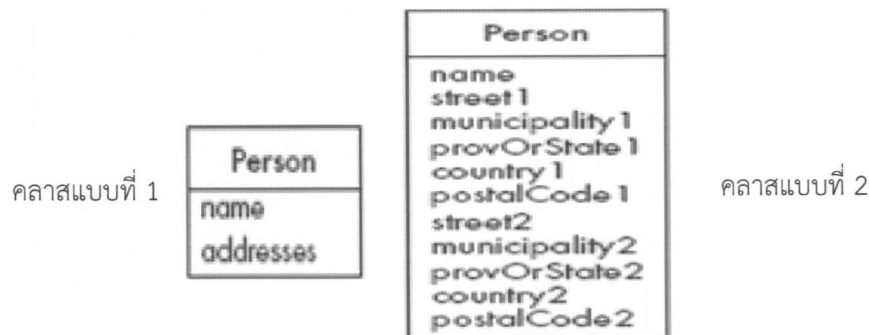 คลาสแบบที่ 1
Person
name
addresses
Person
name
street1
municipality1
provOrState1
country1
postalCode1
street2
municipality2
provOrState2
country2
postalCode2
คลาสแบบที่ 2